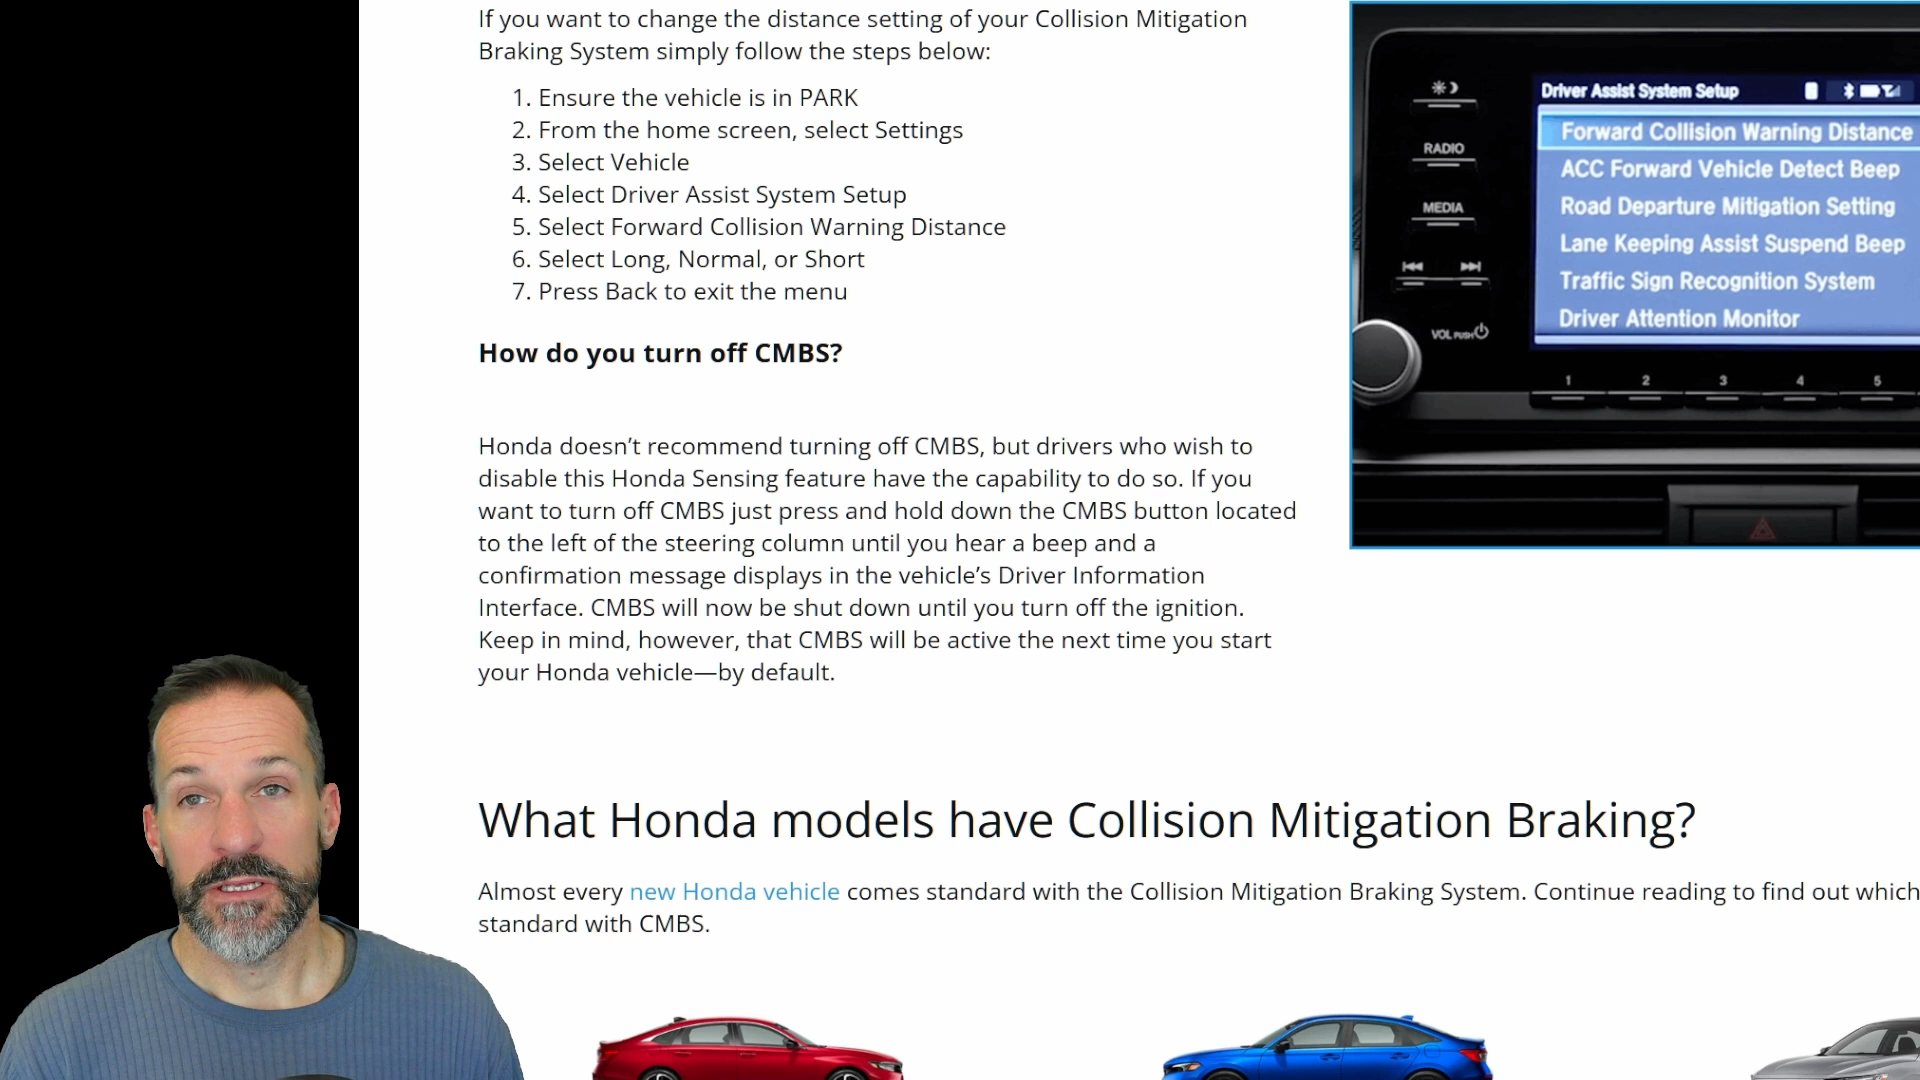 If you want to change the distance setting of your Collision Mitigation
Braking System simply follow the steps below:
1. Ensure the vehicle is in PARK
2. From the home screen, select Settings
3. Select Vehicle
4. Select Driver Assist System Setup
5. Select Forward Collision Warning Distance
6. Select Long, Normal, or Short
7. Press Back to exit the menu
How do you turn off CMBS?
Honda doesn’t recommend turning off CMBS, but drivers who wish to
disable this Honda Sensing feature have the capability to do so. If you
want to turn off CMBS just press and hold down the CMBS button located
to the left of the steering column until you hear a beep and a
confirmation message displays in the vehicle’s Driver Information
Interface. CMBS will now be shut down until you turn off the ignition.
Keep in mind, however, that CMBS will be active the next time you start
your Honda vehicle—by default.
Driver Assist System Setup
Forward Collision Warning Distance
ACC Forward Vehicle Detect Beep
Road Departure Mitigation Setting
Lane Keeping Assist Suspend Beep
Traffic Sign Recognition System
Driver Attention Monitor
RADIO
MEDIA
VOL PUSH
1 2 3 4 5
What Honda models have Collision Mitigation Braking?
Almost every new Honda vehicle comes standard with the Collision Mitigation Braking System. Continue reading to find out which
standard with CMBS.